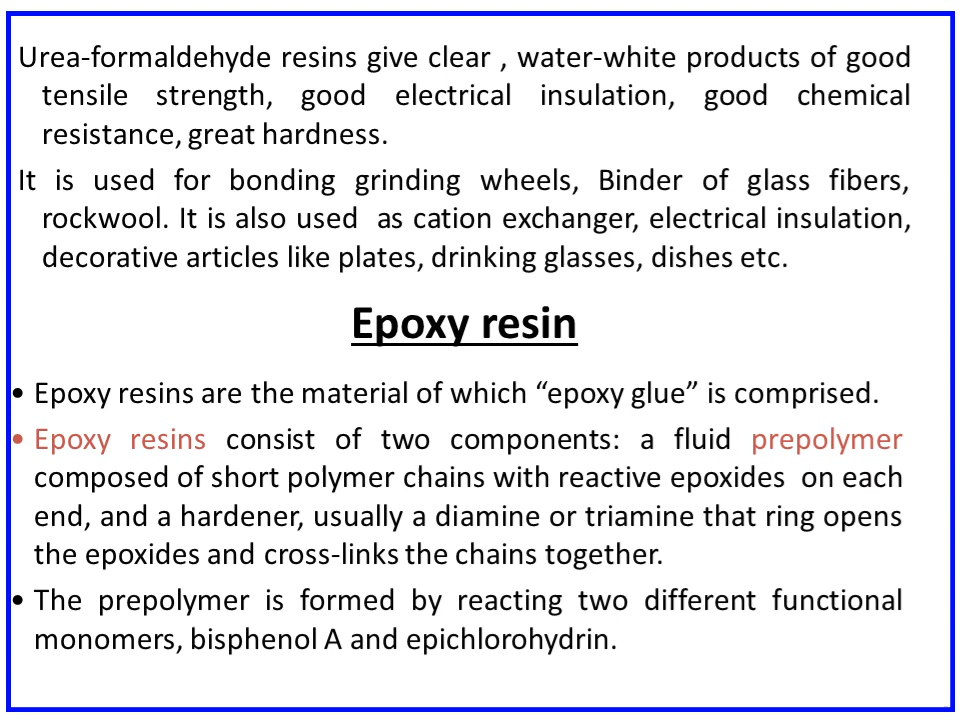 Urea-formaldehyde resins give clear , water-white products of good
tensile strength, good electrical insulation, good chemical
resistance, great hardness.
It is used for bonding grinding wheels, Binder of glass fibers,
rockwool. It is also used as cation exchanger, electrical insulation,
decorative articles like plates, drinking glasses, dishes etc.
Epoxy resin
• Epoxy resins are the material of which “epoxy glue” is comprised.
• Epoxy resins consist of two components: a fluid prepolymer
composed of short polymer chains with reactive epoxides on each
end, and a hardener, usually a diamine or triamine that ring opens
the epoxides and cross-links the chains together.
• The prepolymer is formed by reacting two different functional
monomers, bisphenol A and epichlorohydrin.